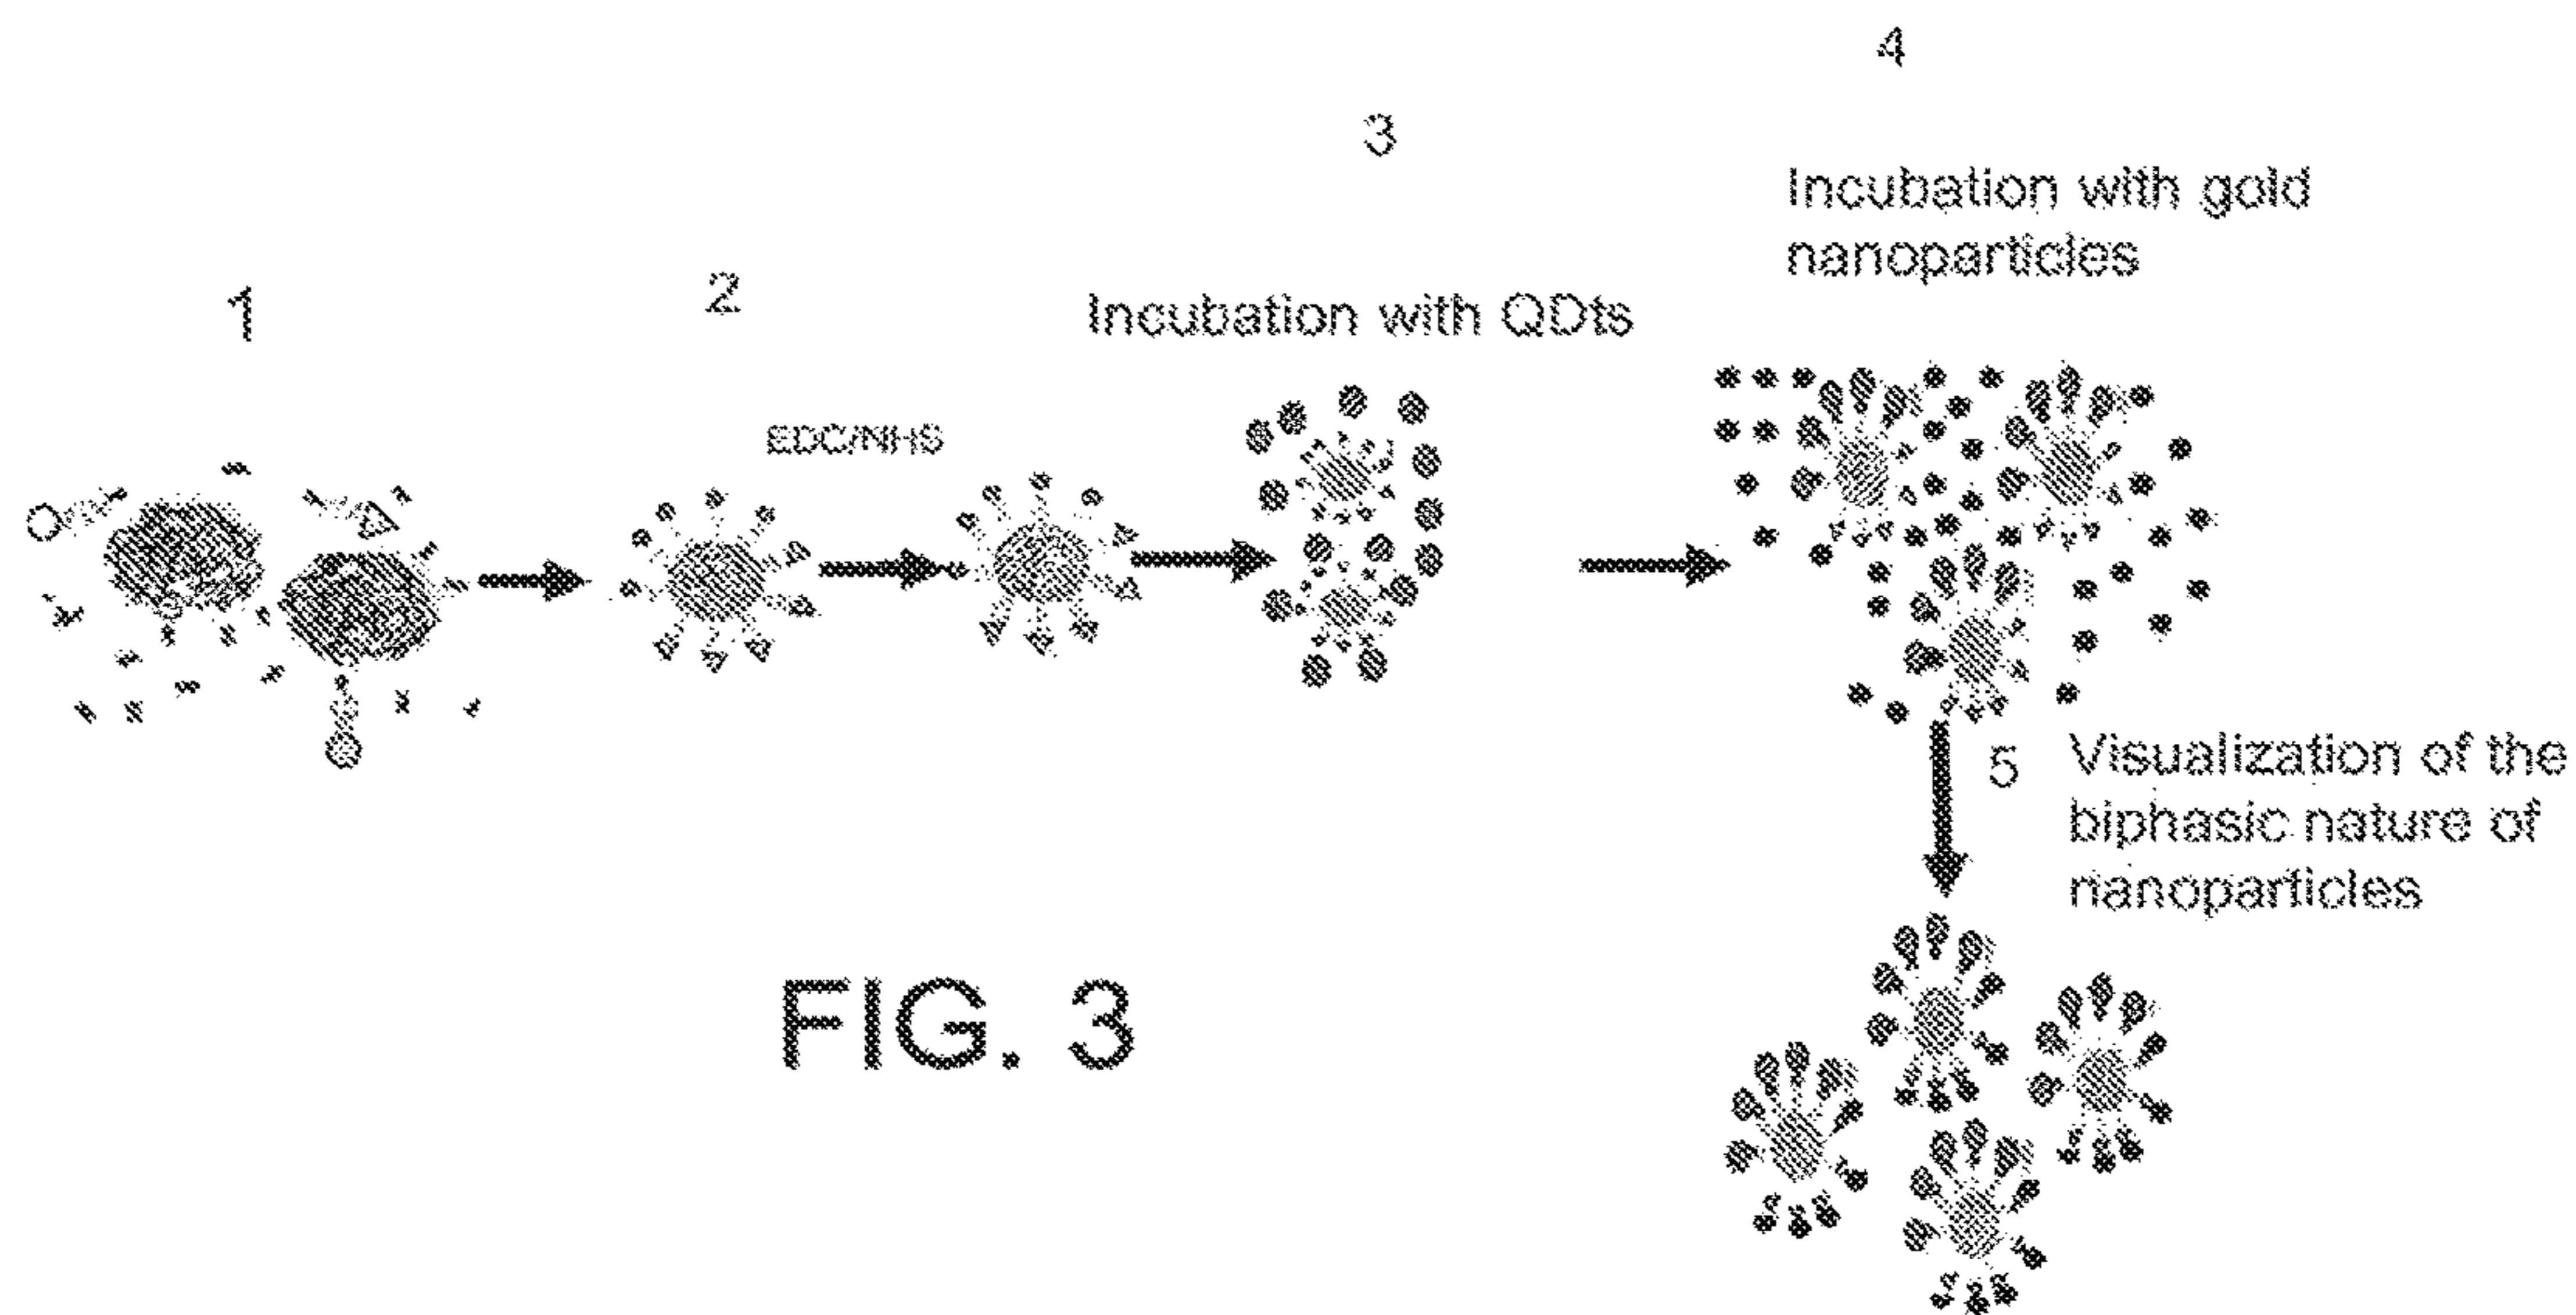 1
2
EDC/NHS
3
Incubation with QDts
4
Incubation with gold
nanoparticles
5
Visualization of the
biphasic nature of
nanoparticles
FIG. 3